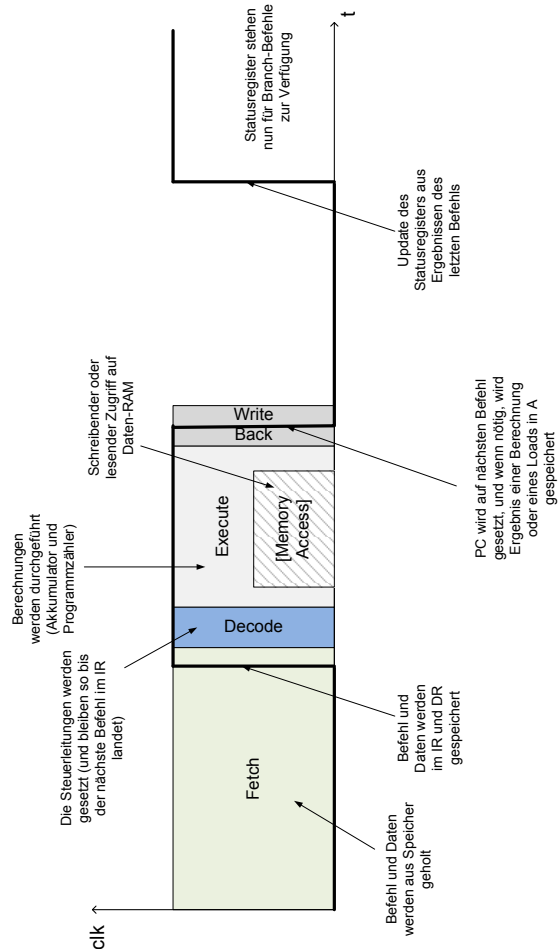 clk
Die Steuerleitungen werden
gesetzt (und bleiben so bis
der nächste Befehl im IR
landet)
Berechnungen
werden durchgeführt
(Akkumulator und
Programmzähler)
Schreibender oder
lesender Zugriff auf
Daten-RAM
Fetch
Decode
Execute
[Memory
Access]
Write
Back
Statusregister stehen
nun für Branch-Befehle
zur Verfügung
t
Befehl und Daten
werden aus Speicher
geholt
Befehl und
Daten werden
im IR und DR
gespeichert
PC wird auf nächsten Befehl
gesetzt, und wenn nötig, wird
Ergebnis einer Berechnung
oder eines Loads in A
gespeichert
Update des
Statusregisters aus
Ergebnissen des
letzten Befehls